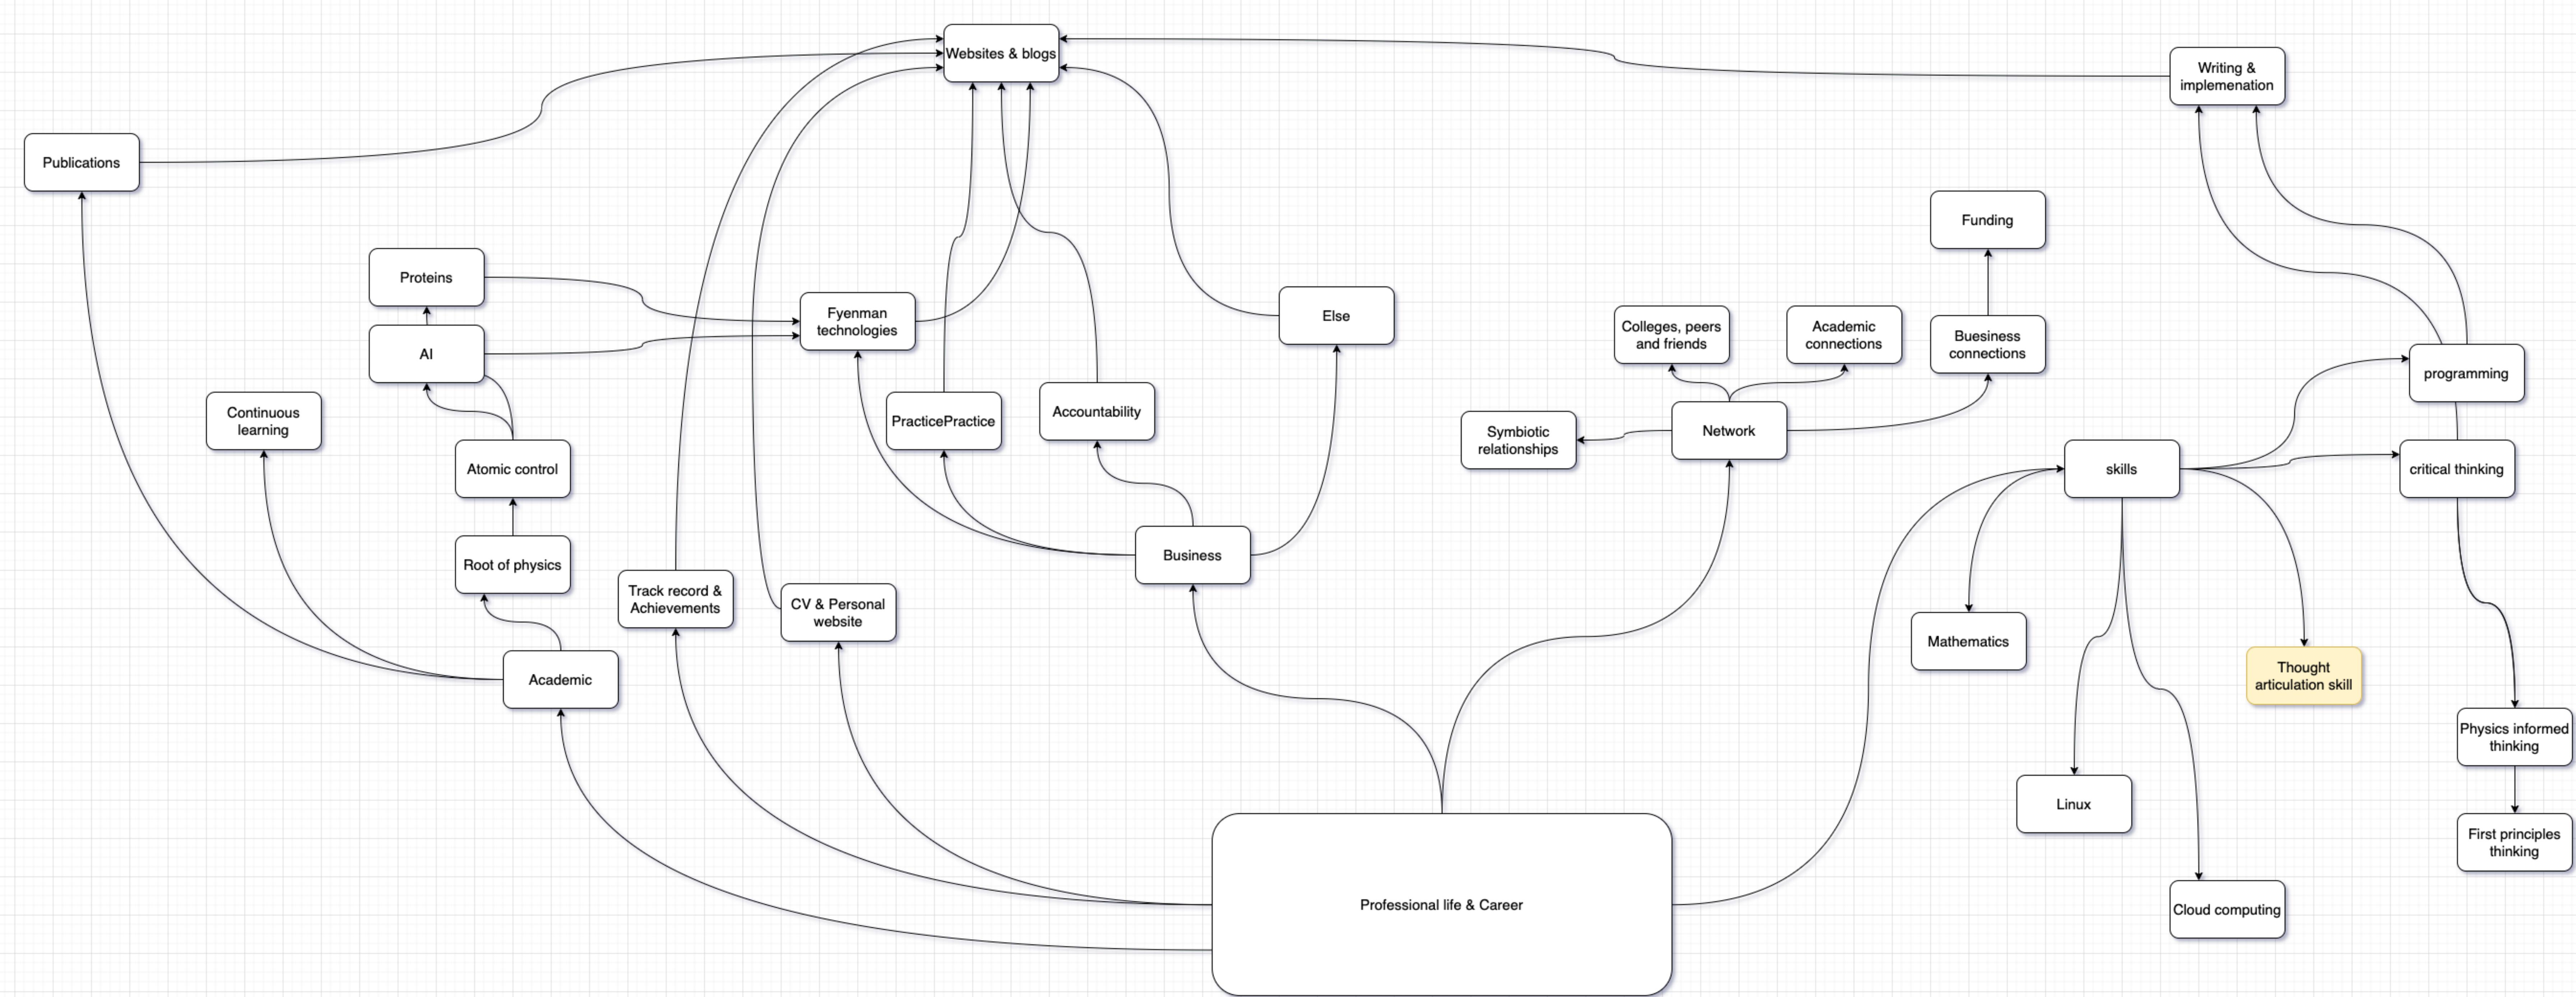 Websites & blogs
Writing &
implemenation
Publications
Funding
Proteins
Fyenman
technologies
Else
Colleges, peers
and friends
Academic
connections
Buesiness
connections
AI
programming
Continuous
learning
PracticePractice
Accountability
Symbiotic
relationships
Network
Atomic control
skills
critical thinking
Root of physics
Business
Track record &
Achievements
CV & Personal
website
Mathematics
Academic
Thought
articulation skill
Physics informed
thinking
Linux
First principles
thinking
Professional life & Career
Cloud computing